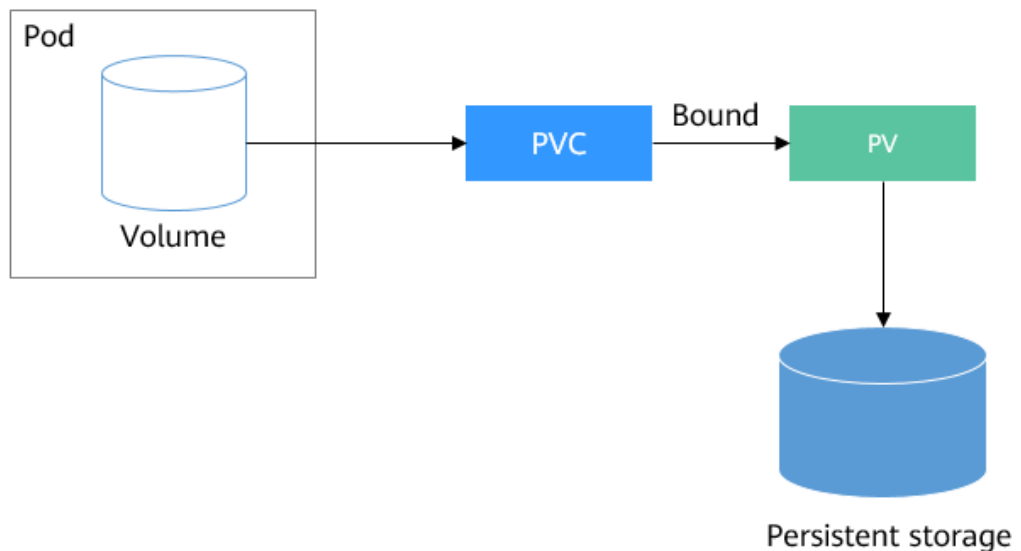 Pod
Volume
PVC
Bound
PV
Persistent storage